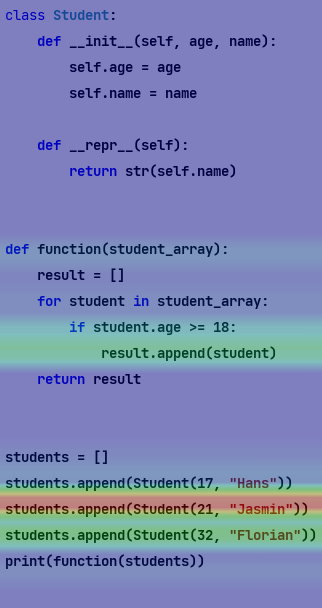 class Student:
    def __init__(self, age, name):
        self.age = age
        self.name = name

    def __repr__(self):
        return str(self.name)

def function(student_array):
    result = []
    for student in student_array:
        if student.age >= 18:
            result.append(student)
    return result

students = []
students.append(Student(17, "Hans"))
students.append(Student(21, "Jasmin"))
students.append(Student(32, "Florian"))
print(function(students))